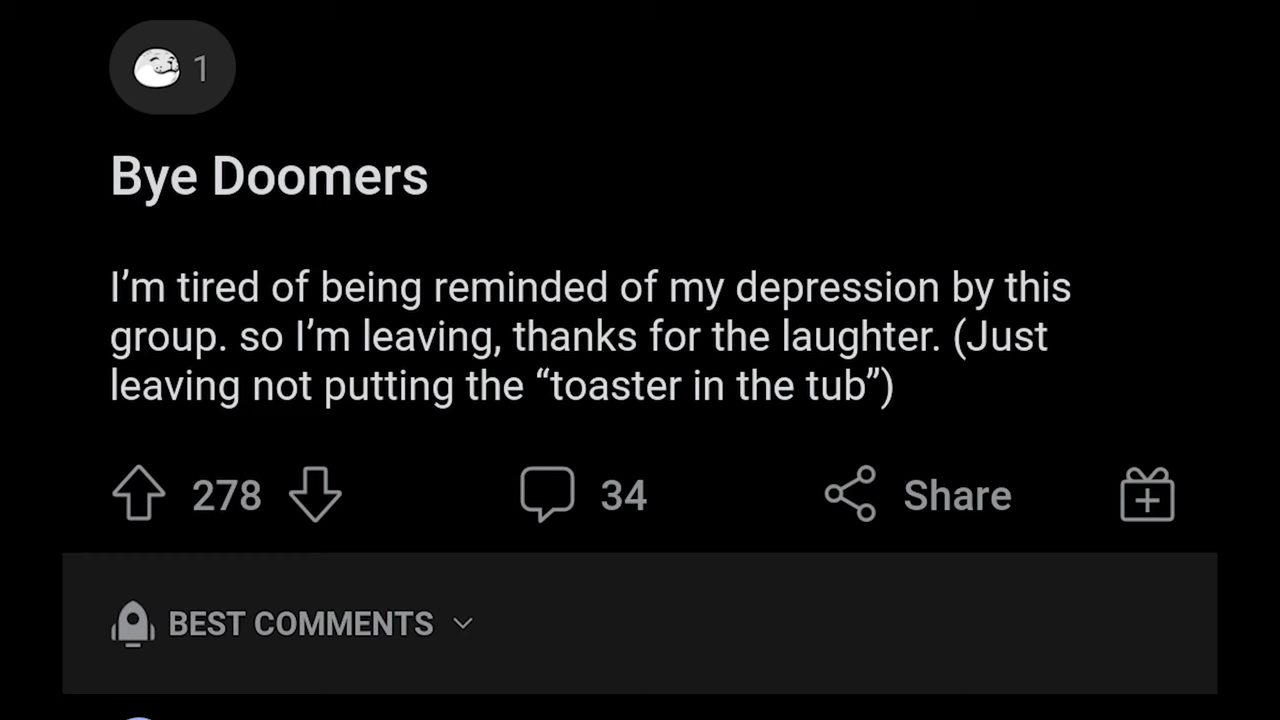 1
Bye Doomers
I’m tired of being reminded of my depression by this
group. so I’m leaving, thanks for the laughter. (Just
leaving not putting the “toaster in the tub”)
278 34 Share
BEST COMMENTS